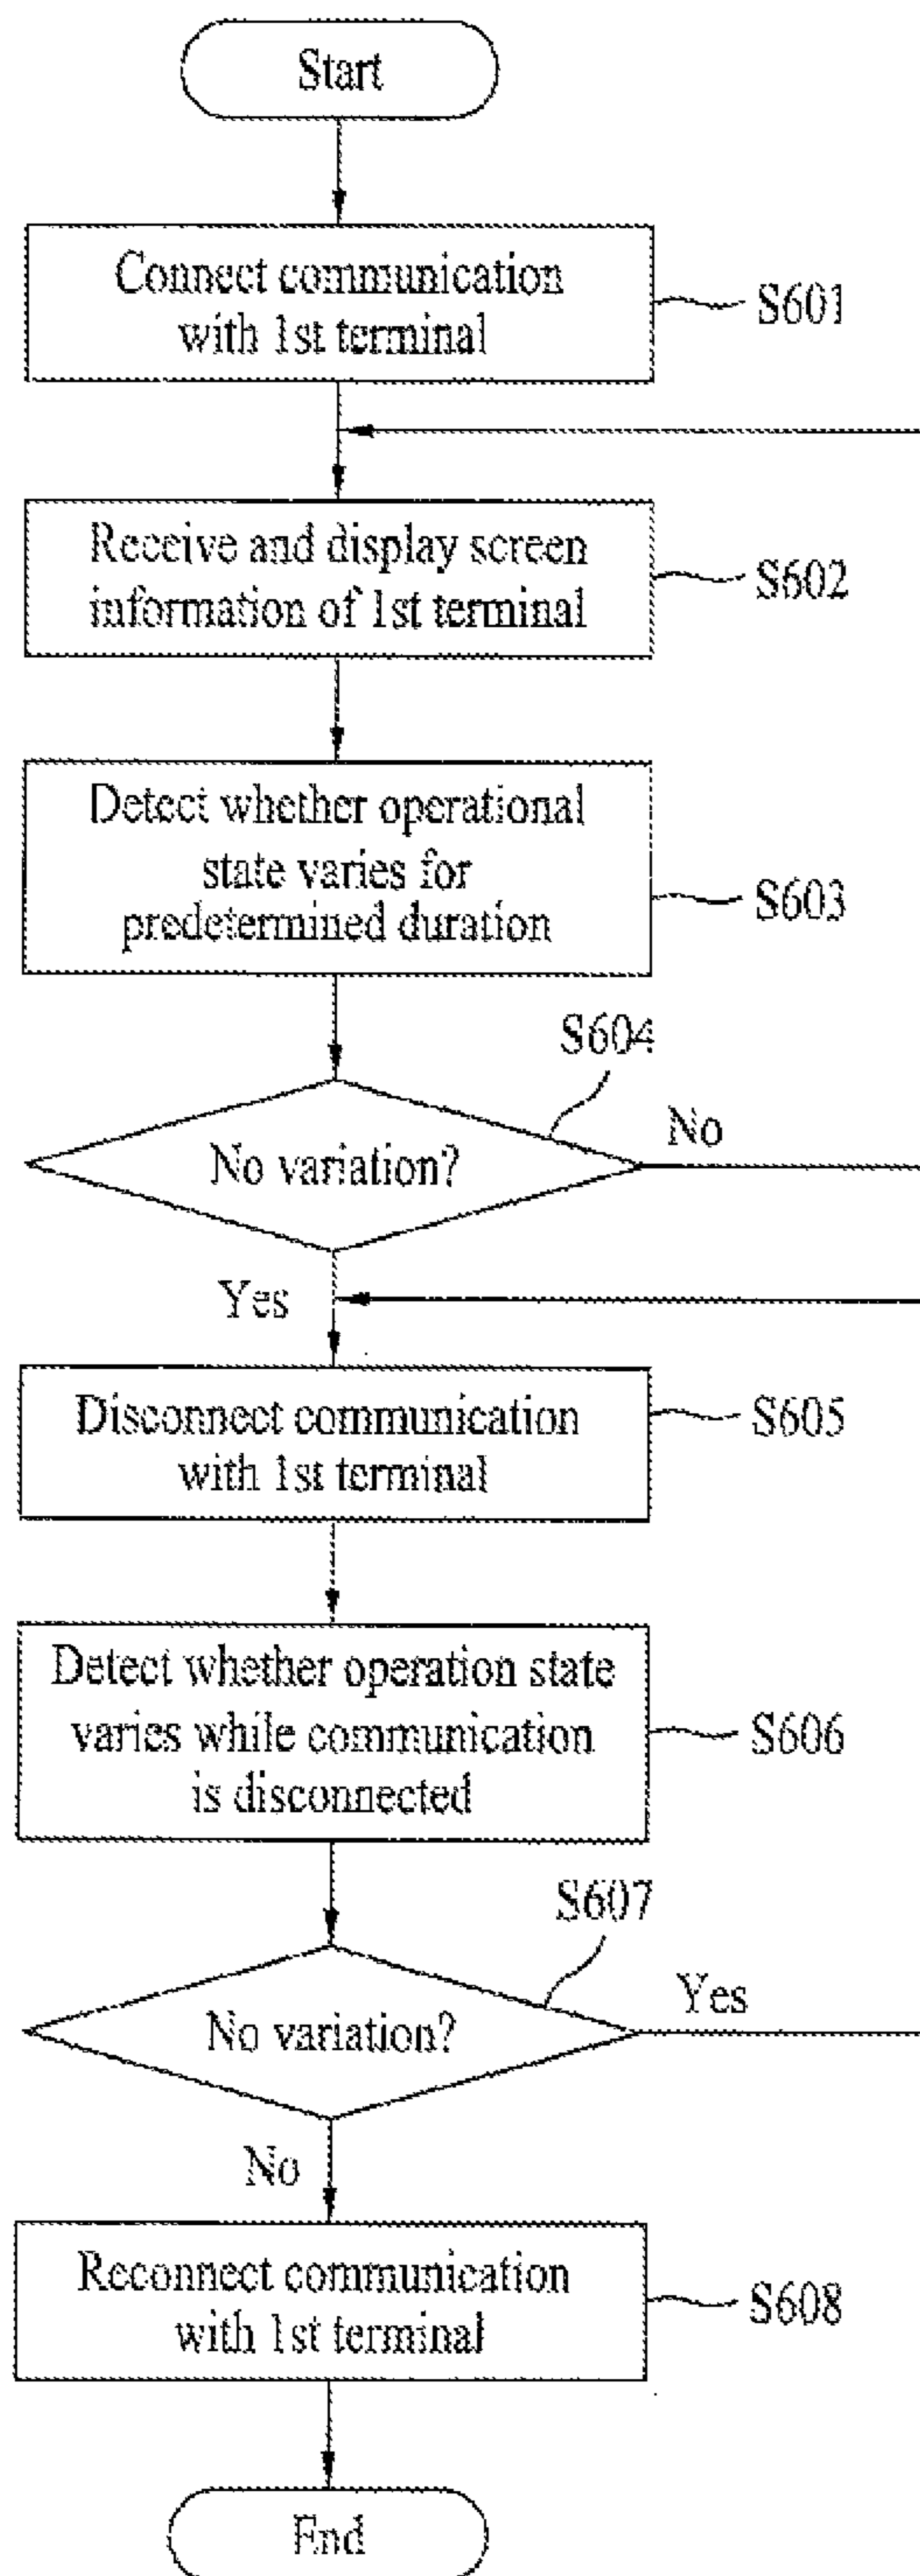 Start
Connect communication
with 1st terminal
S601
Receive and display screen
information of 1st terminal
S602
Detect whether operational
state varies for
predetermined duration
S603
S604
No variation?
No
Yes
Disconnect communication
with 1st terminal
S605
Detect whether operation state
varies while communication
is disconnected
S606
S607
No variation?
Yes
No
Reconnect communication
with 1st terminal
S608
End